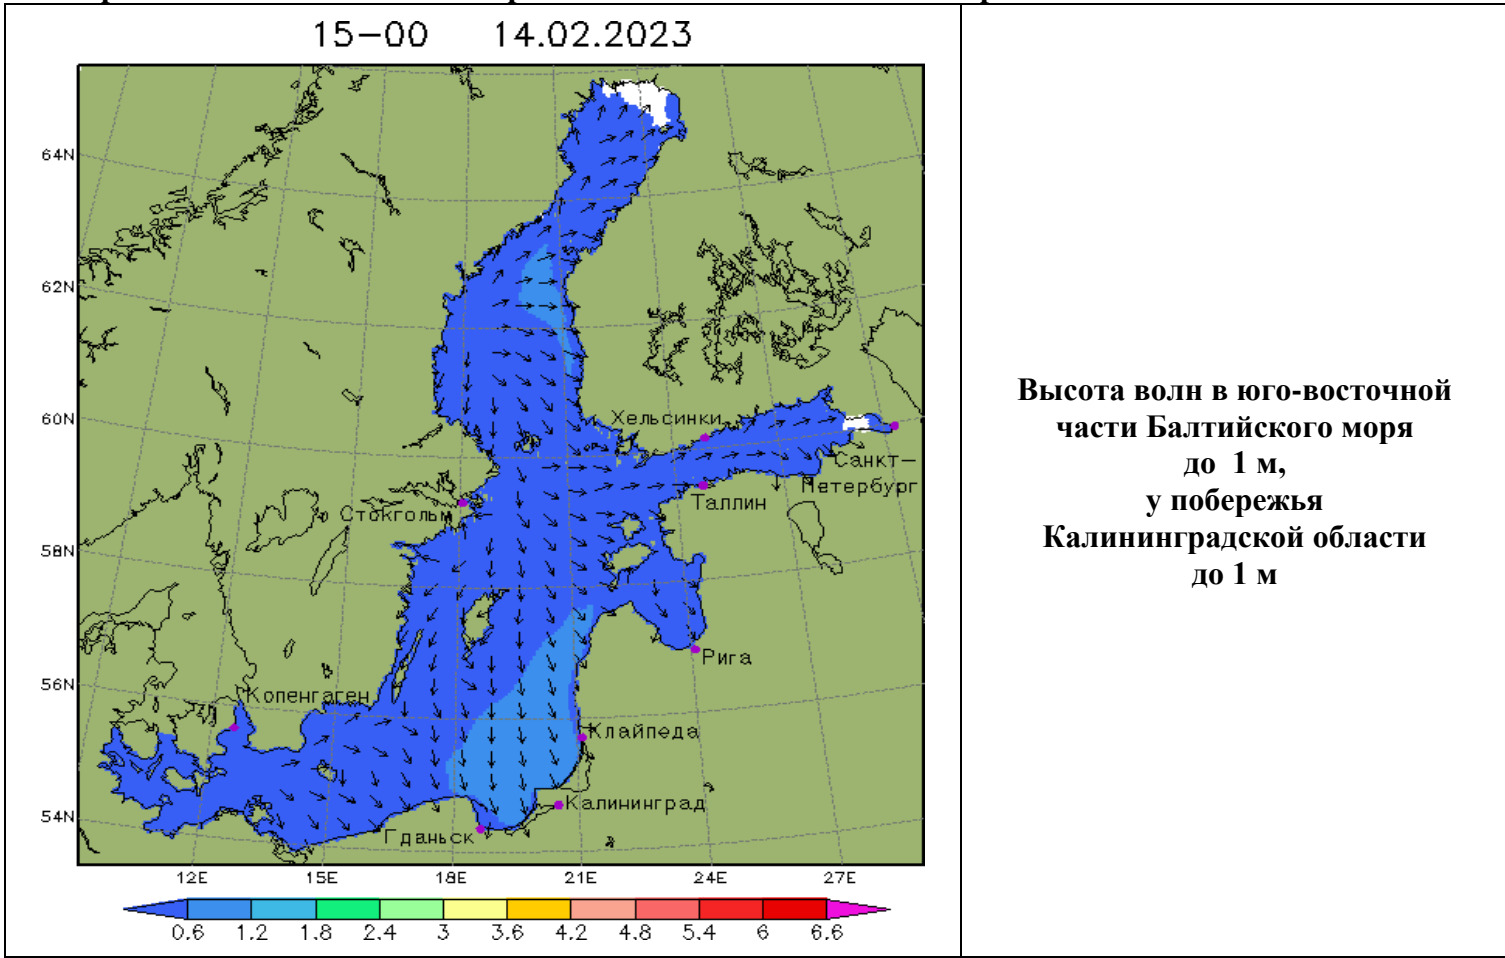 15-00 14.02.2023
64N
62N
60N
58N
56N
54N
Хельсинки
Санкт-
Петербург
Таллин
Стокгольм
Рига
Копенгаген
Клайпеда
Калининград
Гданьск
12E 15E 18E 21E 24E 27E
0.6 1.2 1.8 2.4 3 3.6 4.2 4.8 5.4 6 6.6
Высота волн в юго-восточной
части Балтийского моря
до 1 м,
у побережья
Калининградской области
до 1 м